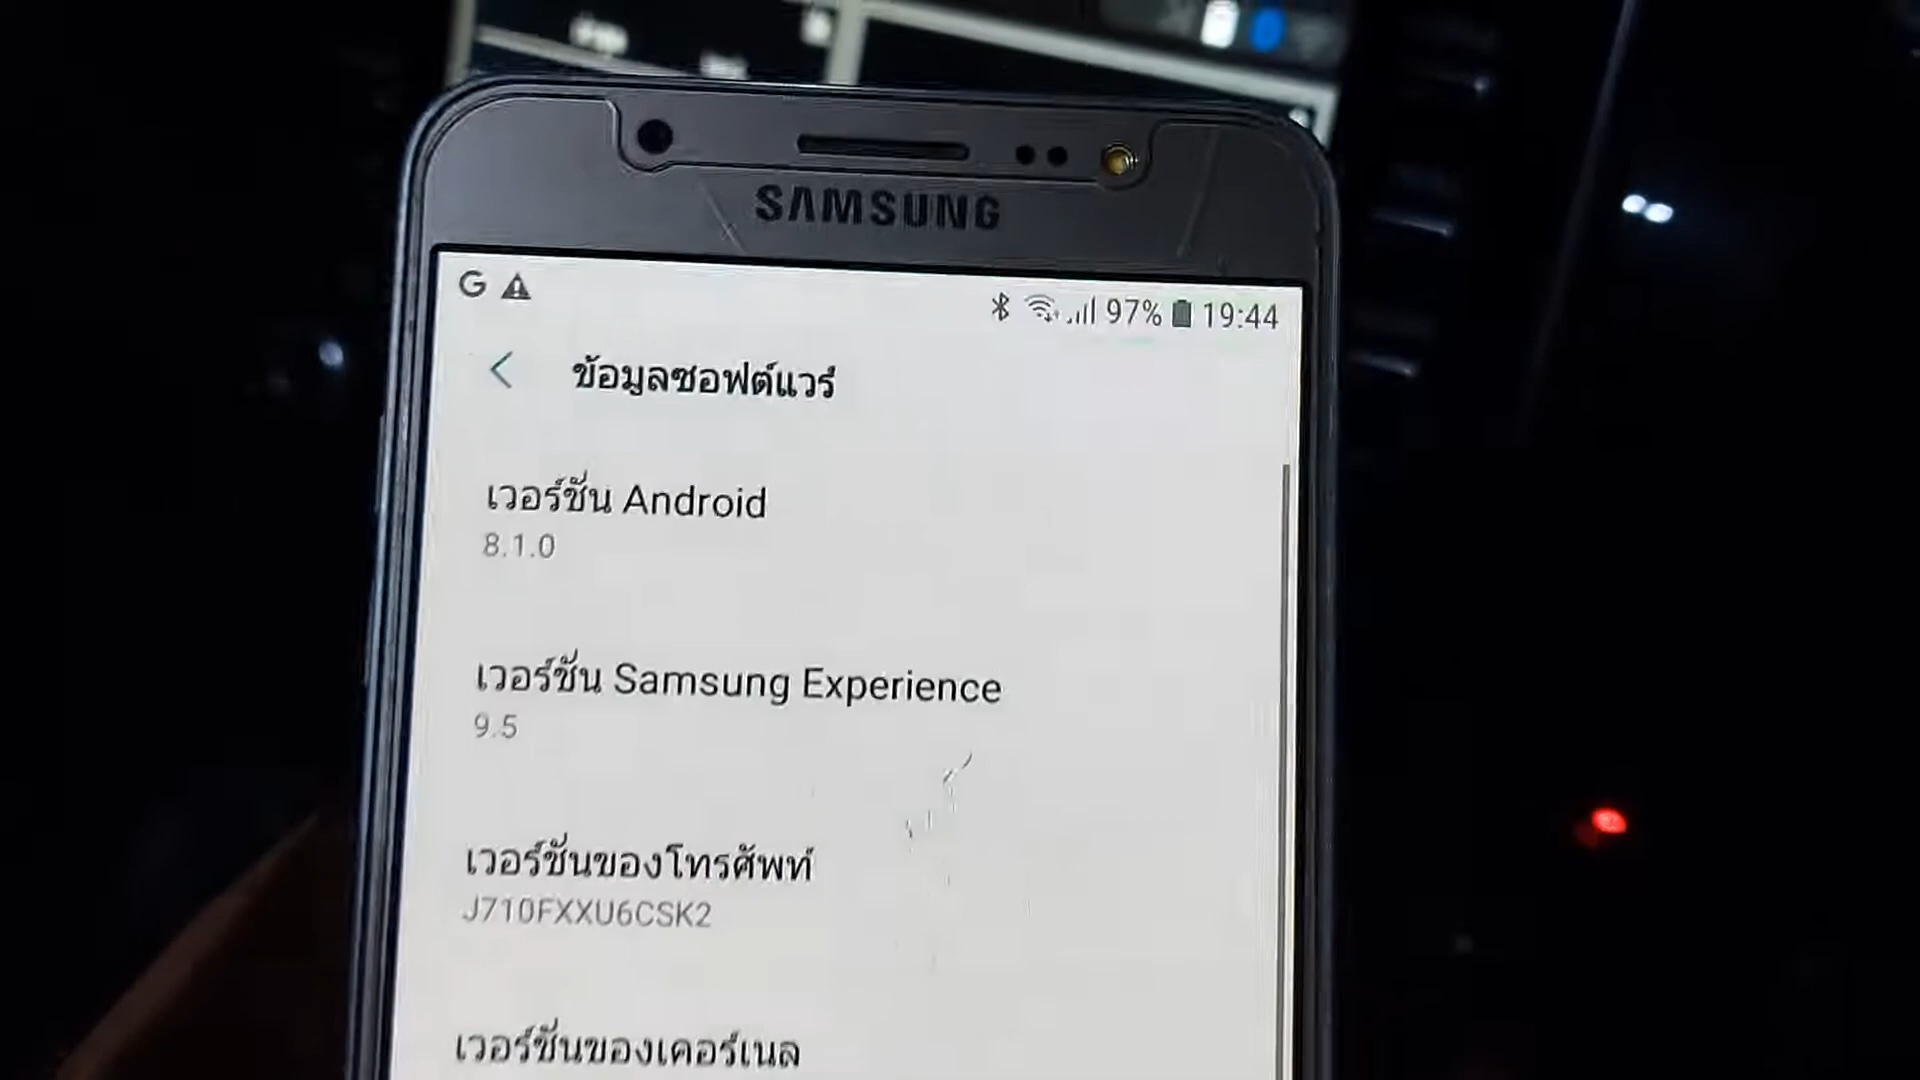 SAMSUNG
G 97% 19:44
ข้อมูลซอฟต์แวร์
เวอร์ชั่น Android
8.1.0
เวอร์ชั่น Samsung Experience
9.5
เวอร์ชั่นของโทรศัพท์
J710FXXU6CSK2
เวอร์ชั่นของเคอร์เนล